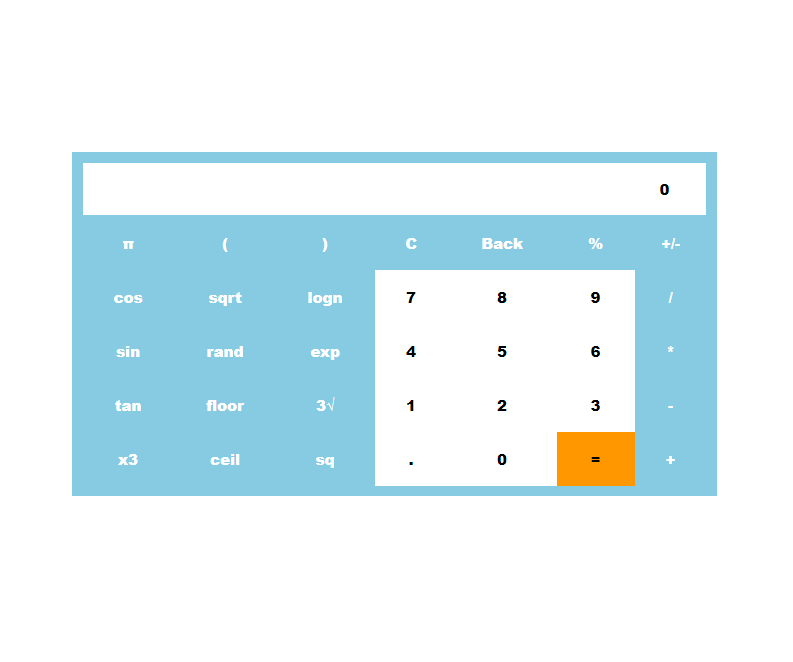 0
π ( ) C Back % +/-
cos sqrt logn 7 8 9 /
sin rand exp 4 5 6 *
tan floor 3√ 1 2 3 -
x3 ceil sq . 0 = +